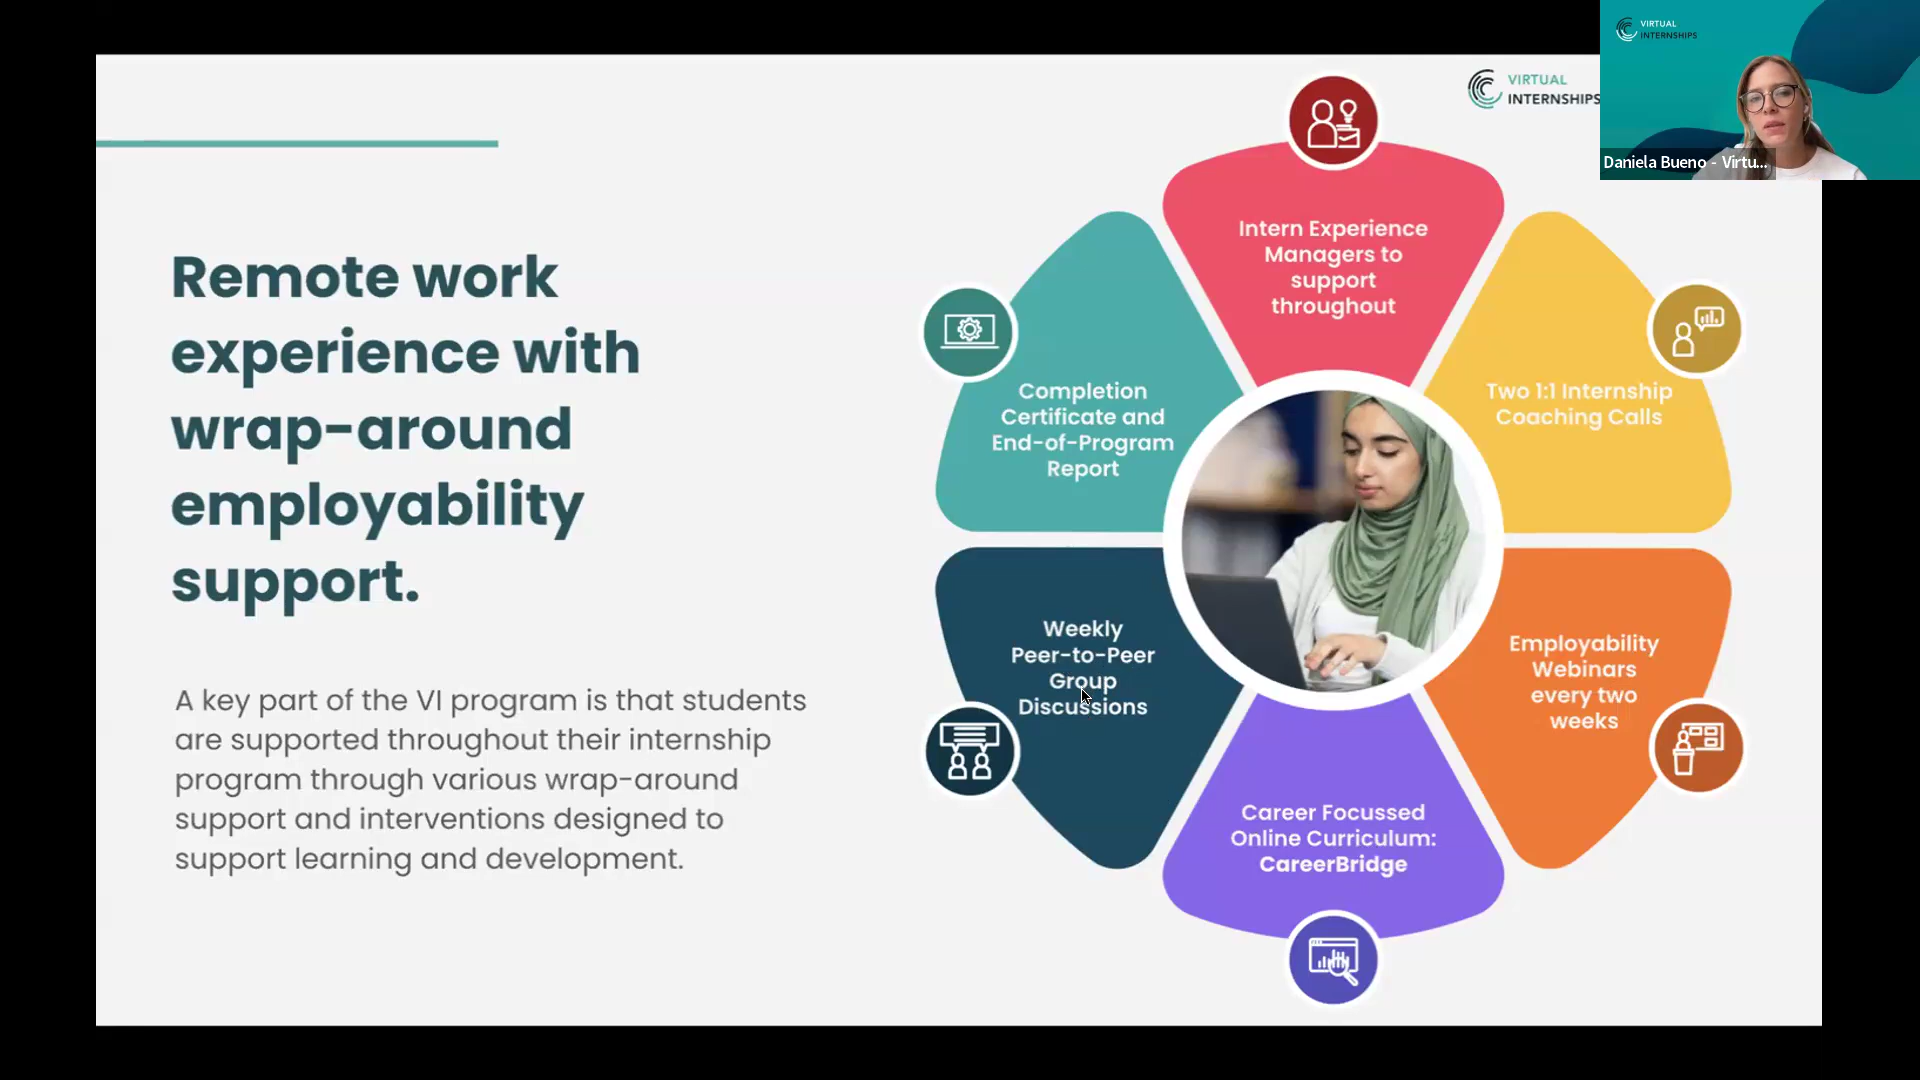 Remote work
experience with
wrap-around
employability
support.
A key part of the VI program is that students
are supported throughout their internship
program through various wrap-around
support and interventions designed to
support learning and development.
VIRTUAL
INTERNSHIPS
Intern Experience
Managers to
support
throughout
Two 1:1 Internship
Coaching Calls
Employability
Webinars
every two
weeks
Career Focussed
Online Curriculum:
CareerBridge
Weekly
Peer-to-Peer
Group
Discussions
Completion
Certificate and
End-of-Program
Report
VIRTUAL
INTERNSHIPS
Daniela Bueno - Virtu...